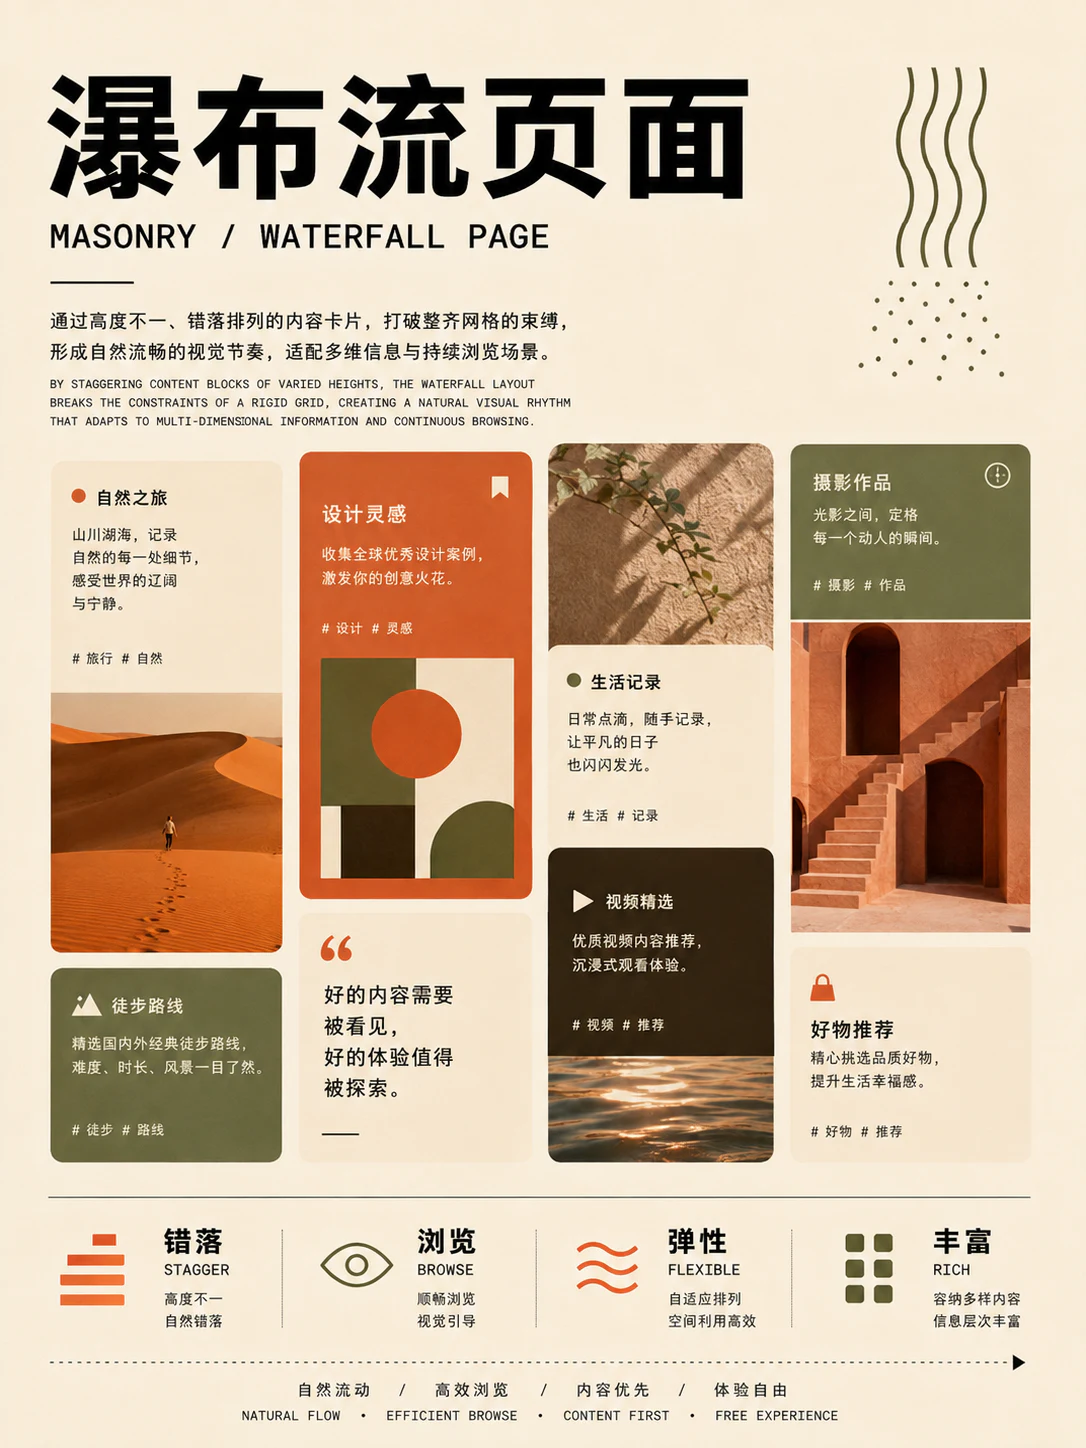 瀑布流页面
MASONRY / WATERFALL PAGE
通过高度不一、错落排列的内容卡片，打破整齐网格的束缚，
形成自然流畅的视觉节奏，适配多维信息与持续浏览场景。
BY STAGGERING CONTENT BLOCKS OF VARIED HEIGHTS, THE WATERFALL LAYOUT
BREAKS THE CONSTRAINTS OF A RIGID GRID, CREATING A NATURAL VISUAL RHYTHM
THAT ADAPTS TO MULTI-DIMENSIONAL INFORMATION AND CONTINUOUS BROWSING.
自然之旅
山川湖海，记录
自然的每一处细节，
感受世界的辽阔
与宁静。
# 旅行 # 自然
徒步路线
精选国内外经典徒步路线，
难度、时长、风景一目了然。
# 徒步 # 路线
设计灵感
收集全球优秀设计案例，
激发你的创意火花。
# 设计 # 灵感
“
好的内容需要
被看见，
好的体验值得
被探索。
生活记录
日常点滴，随手记录，
让平凡的日子
也闪闪发光。
# 生活 # 记录
视频精选
优质视频内容推荐，
沉浸式观看体验。
# 视频 # 推荐
摄影作品
光影之间，定格
每一个动人的瞬间。
# 摄影 # 作品
好物推荐
精心挑选品质好物，
提升生活幸福感。
# 好物 # 推荐
错落
STAGGER
高度不一
自然错落
浏览
BROWSE
顺畅浏览
视觉引导
弹性
FLEXIBLE
自适应排列
空间利用高效
丰富
RICH
容纳多样内容
信息层次丰富
自然流动 / 高效浏览 / 内容优先 / 体验自由
NATURAL FLOW • EFFICIENT BROWSE • CONTENT FIRST • FREE EXPERIENCE